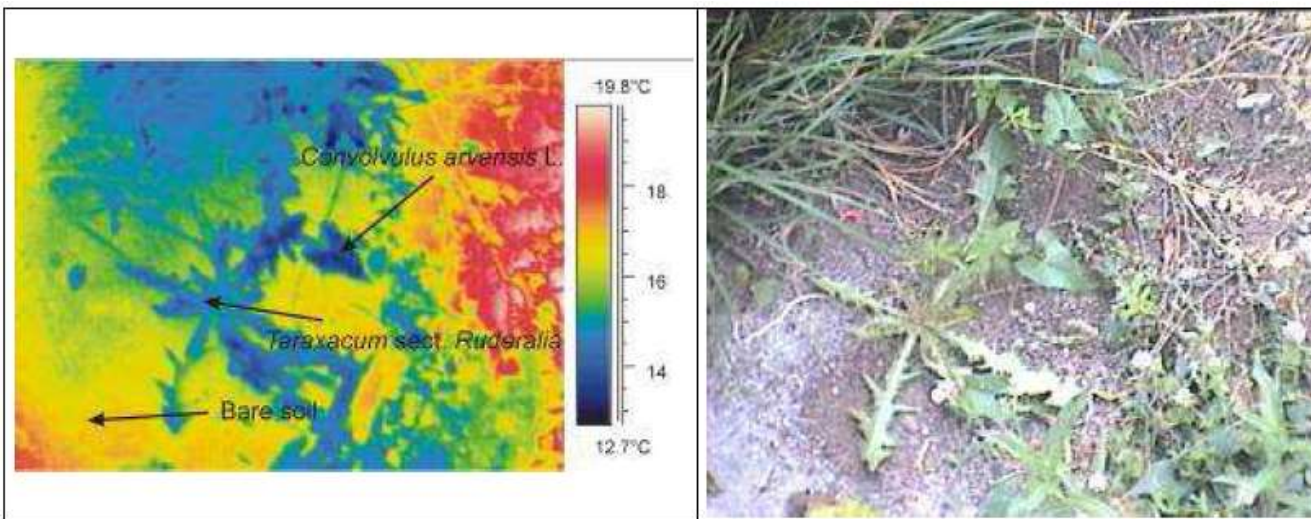 19.8°C
Convolvulus arvensis L.
18
16
Taraxacum sect. Ruderalia
14
Bare soil
12.7°C